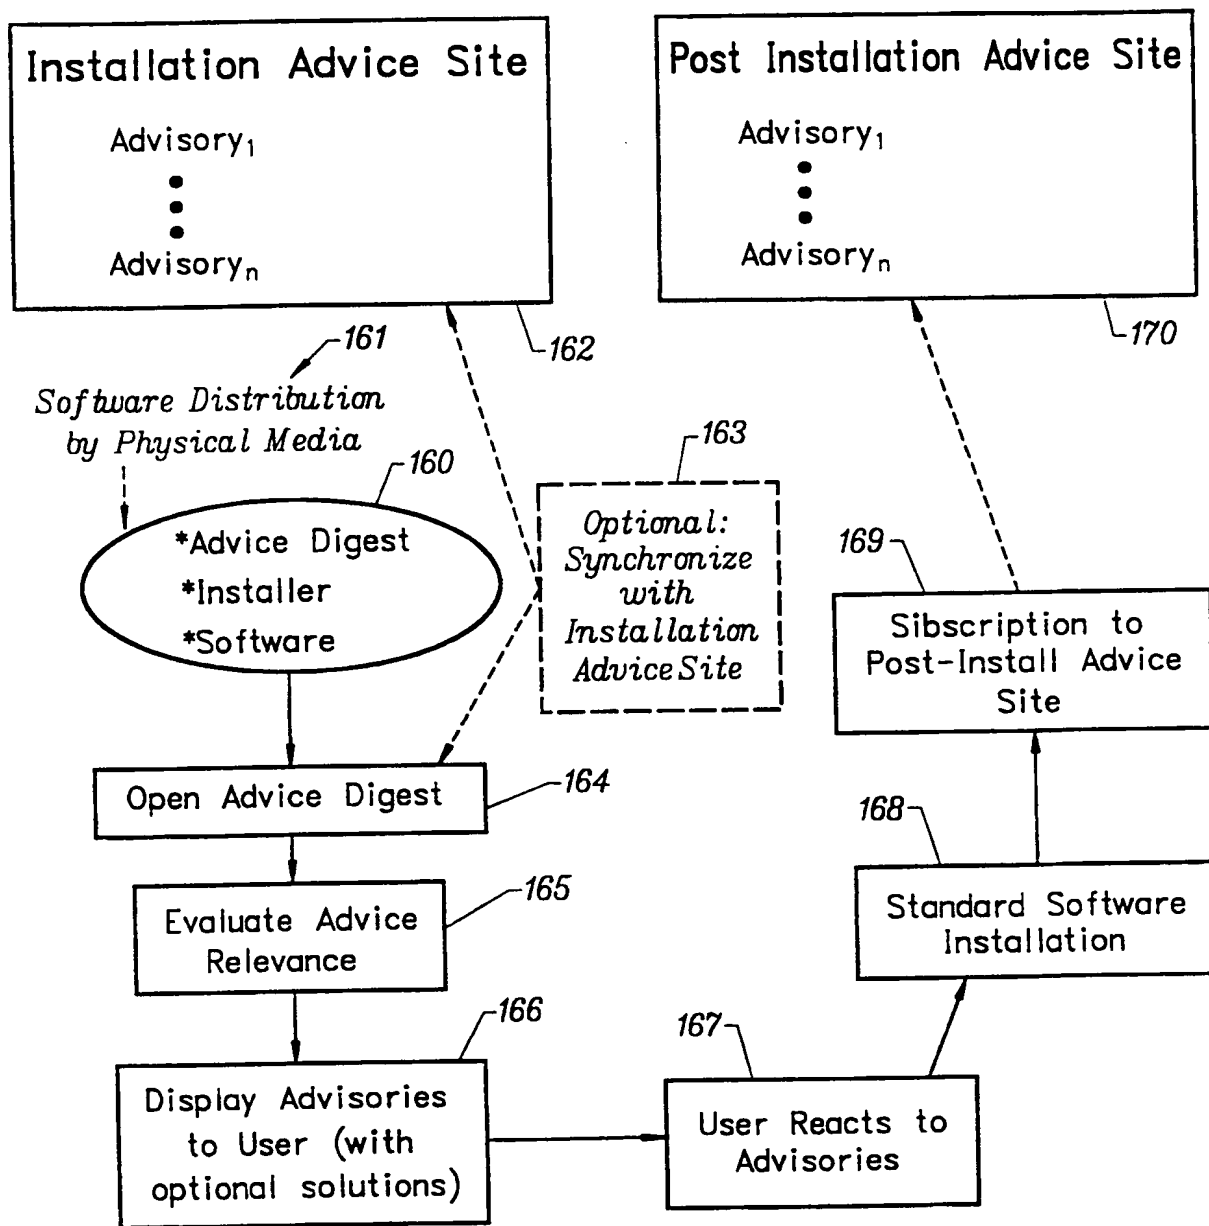 Installation Advice Site
Advisory1
Advisoryn
162
Post Installation Advice Site
Advisory1
Advisoryn
170
161
Software Distribution
by Physical Media
160
*Advice Digest
*Installer
*Software
163
Optional:
Synchronize
with
Installation
Advice Site
Open Advice Digest
164
Evaluate Advice
Relevance
165
Display Advisories
to User (with
optional solutions)
166
User Reacts to
Advisories
167
Standard Software
Installation
168
Sibscription to
Post-Install Advice
Site
169